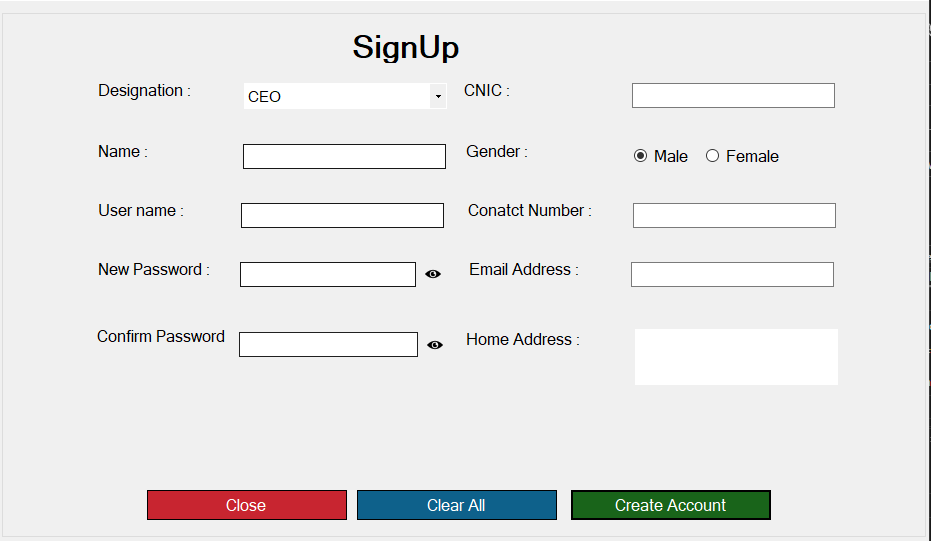 SignUp
Designation : CEO CNIC :
Name : Gender : Male Female
User name : Conatct Number :
New Password : Email Address :
Confirm Password Home Address :
Close Clear All Create Account